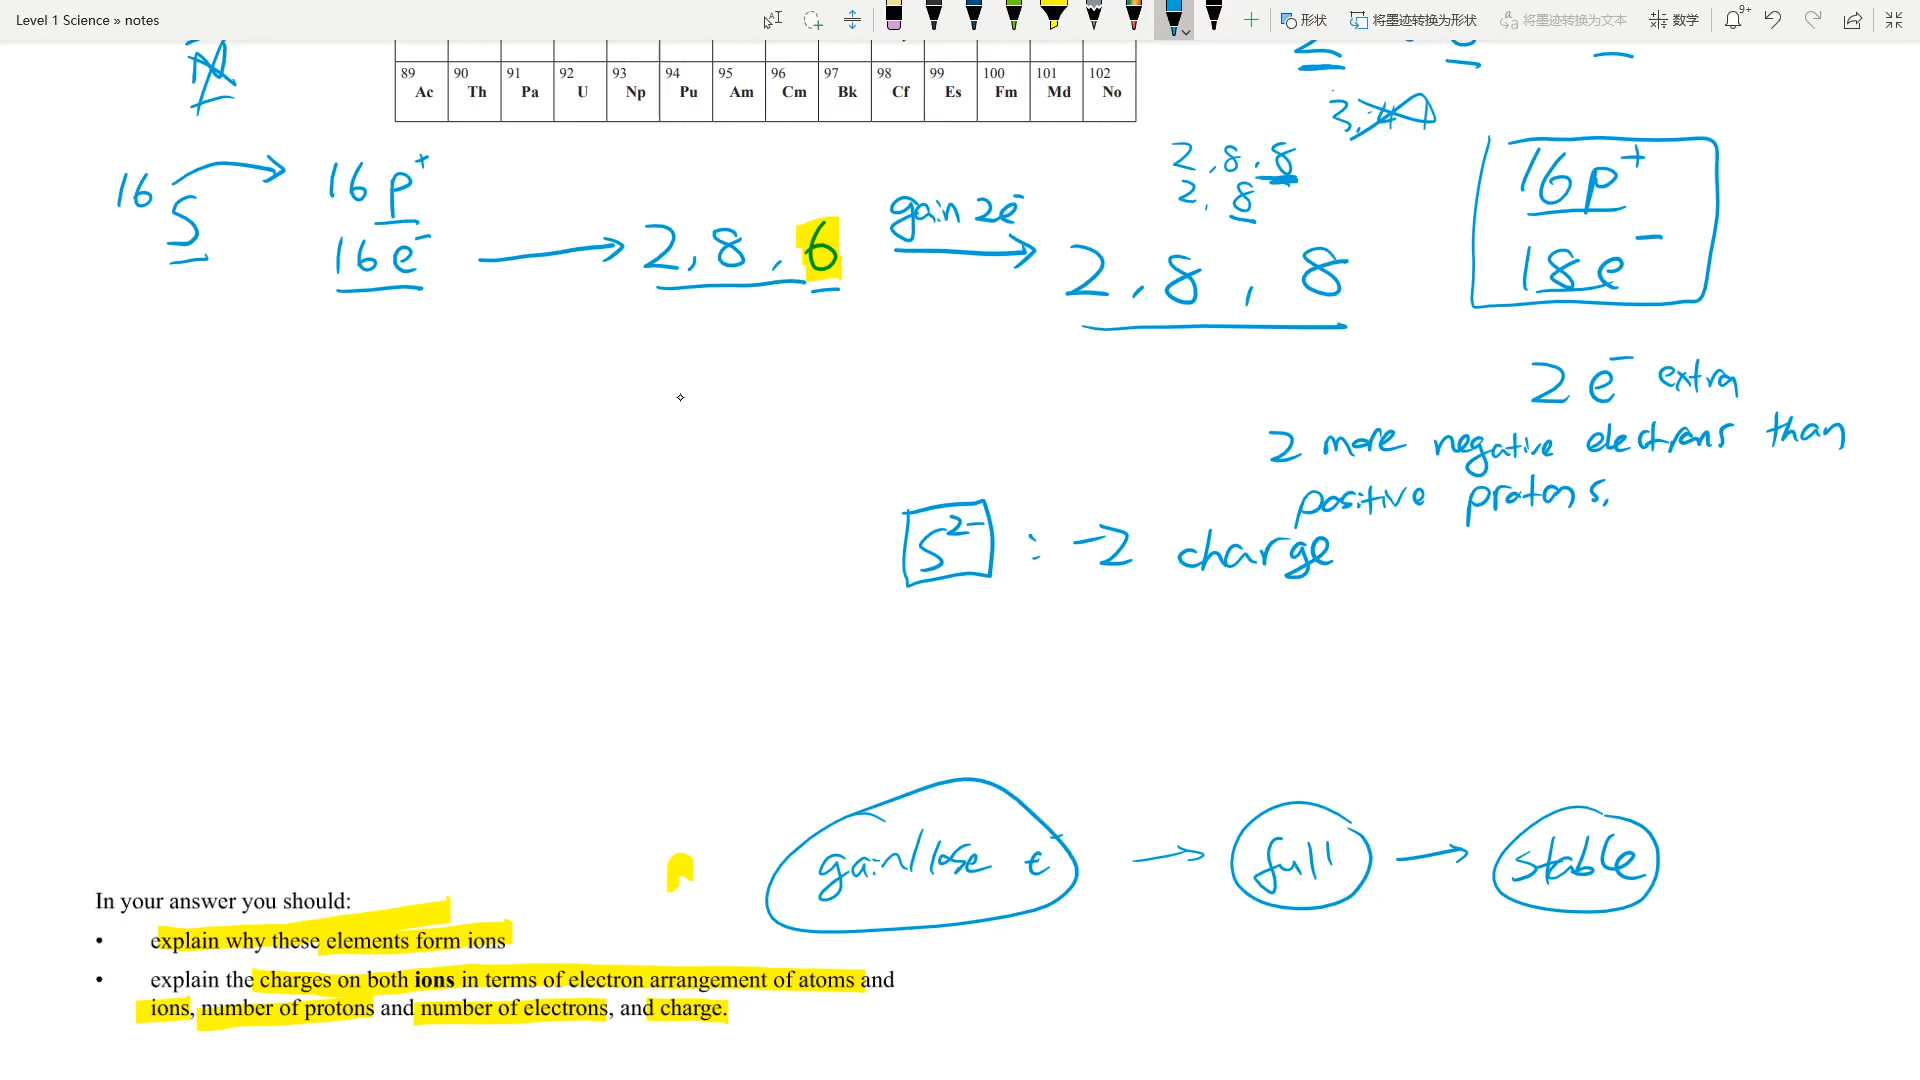 Level 1 Science » notes
形状 将墨迹转换为形状 将墨迹转换为文本 数学 9+
89 90 91 92 93 94 95 96 97 98 99 100 101 102
Ac Th Pa U Np Pu Am Cm Bk Cf Es Fm Md No
2, 8, 8
2, 8
16 S 16p⁺
16e⁻ 2, 8, 6 gain 2e⁻ 2, 8, 8
16p⁺
18e⁻
2e⁻ extra
2 more negative electrons than
positive protons.
S²⁻ : -2 charge
gain/lose e⁻ → full → stable
In your answer you should:
• explain why these elements form ions
• explain the charges on both ions in terms of electron arrangement of atoms and
ions, number of protons and number of electrons, and charge.